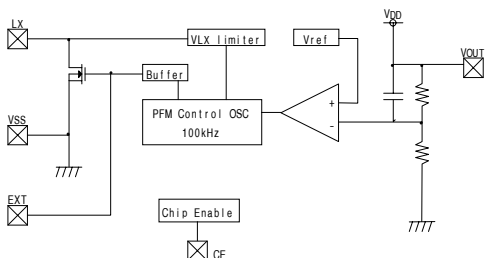 LX
VLX limiter
Vref
VDD
VOUT
Buffer
+
-
PFM Control OSC
100kHz
VSS
EXT
Chip Enable
CE